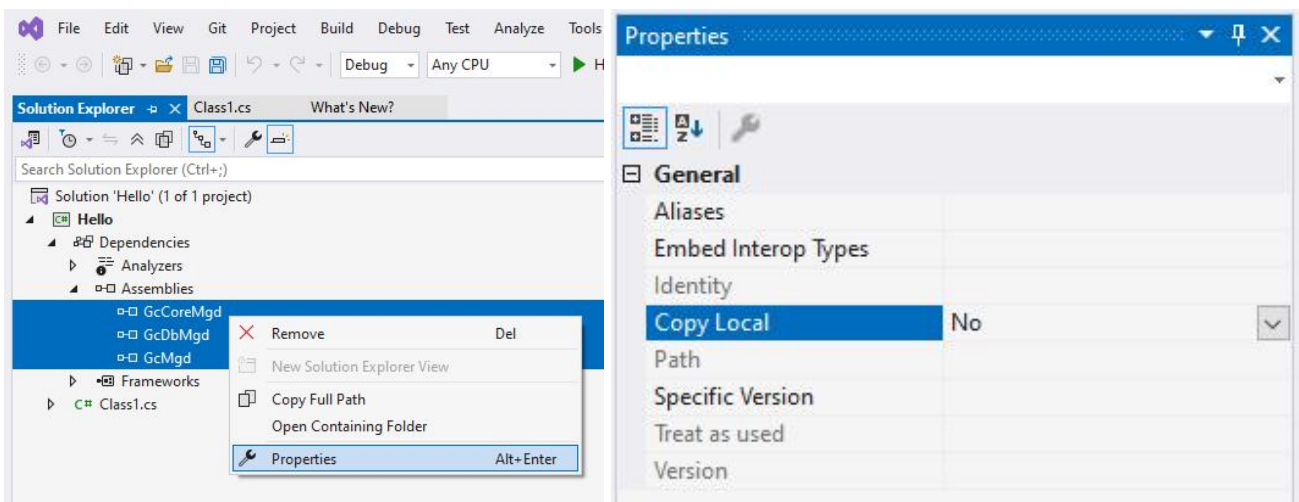 File Edit View Git Project Build Debug Test Analyze Tools
Debug Any CPU H
Solution Explorer Class1.cs What's New?
Search Solution Explorer (Ctrl+;)
Solution 'Hello' (1 of 1 project)
C# Hello
Dependencies
Analyzers
Assemblies
GcCoreMgd
GcDbMgd
GcMgd
Frameworks
C# Class1.cs
Remove Del
New Solution Explorer View
Copy Full Path
Open Containing Folder
Properties Alt+Enter
Properties
A
Z
General
Aliases
Embed Interop Types
Identity
Copy Local No
Path
Specific Version
Treat as used
Version